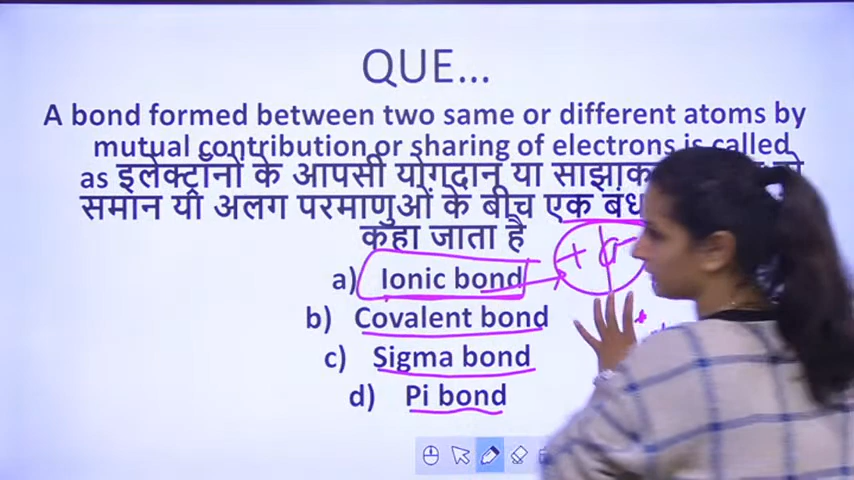 QUE...
A bond formed between two same or different atoms by
mutual contribution or sharing of electrons is called
as इलेक्ट्रॉनों के आपसी योगदान या
समान या अलग परमाणुओं के बीच एक
कहा जाता है
a) Ionic bond
b) Covalent bond
c) Sigma bond
d) Pi bond